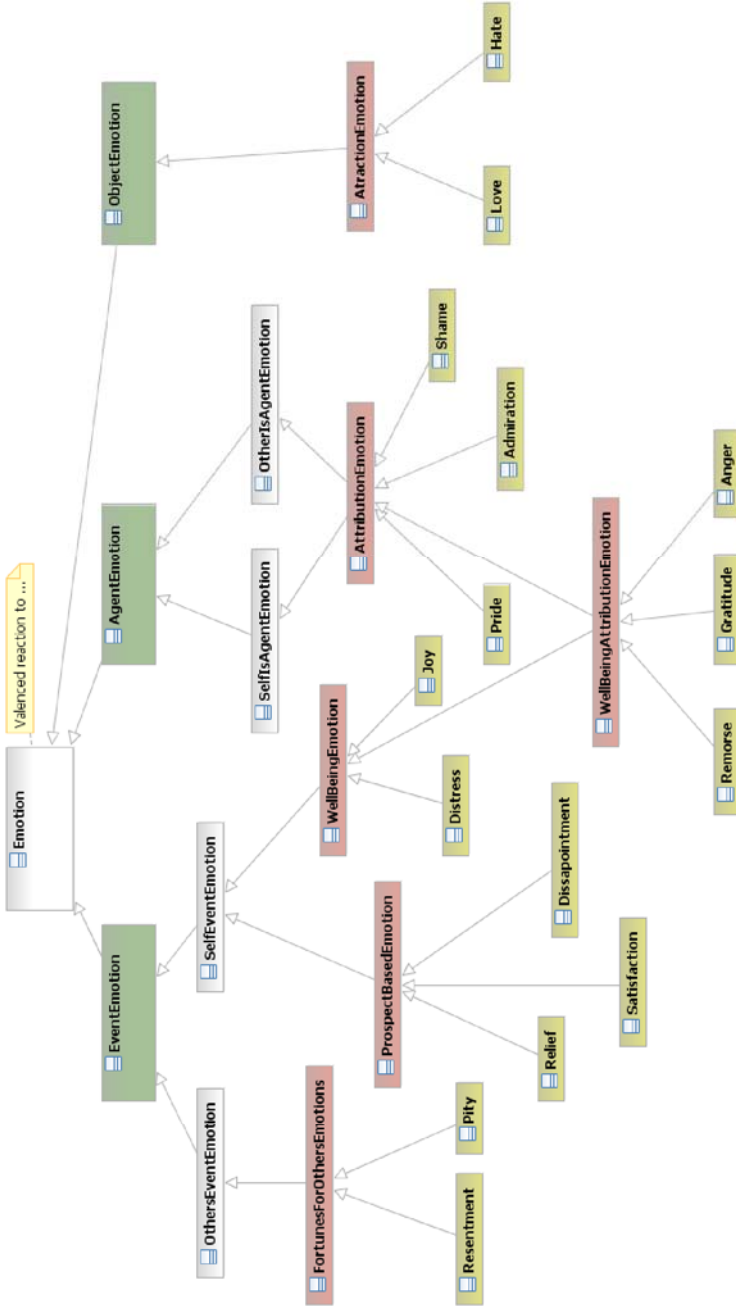 Valenced reaction to ...
Emotion
EventEmotion
AgentEmotion
ObjectEmotion
OthersEventEmotion
SelfEventEmotion
SelfIsAgentEmotion
OtherIsAgentEmotion
FortunesForOthersEmotions
ProspectBasedEmotion
WellBeingEmotion
AttributionEmotion
AtractionEmotion
Resentment
Pity
Relief
Satisfaction
Dissapointment
Distress
Joy
Pride
Admiration
Shame
Love
Hate
WellBeingAttributionEmotion
Remorse
Gratitude
Anger